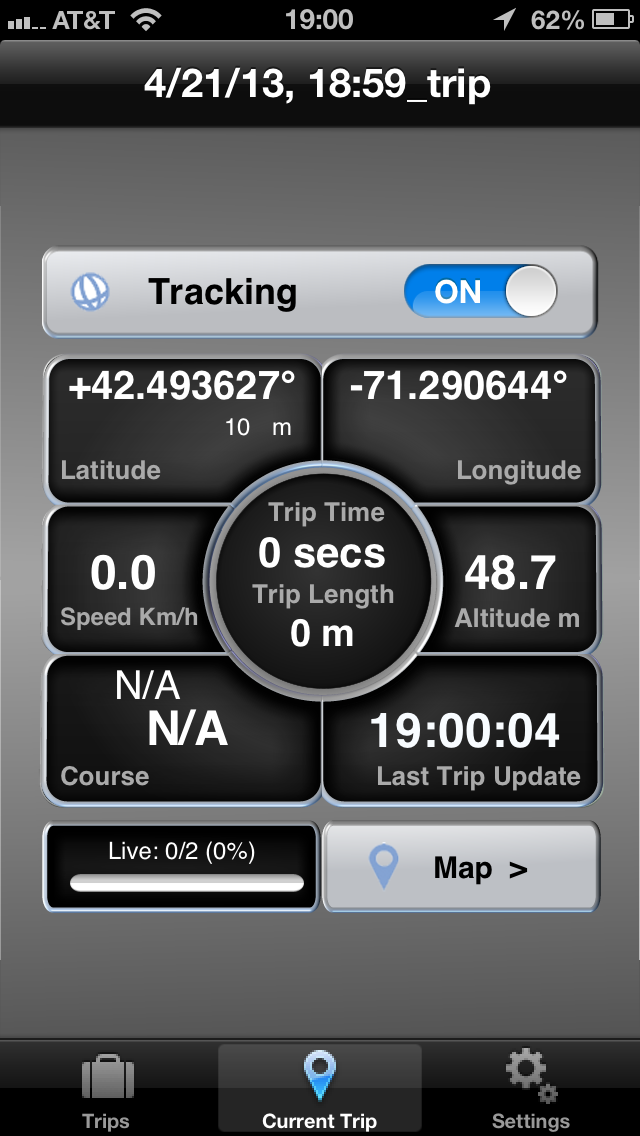 AT&T 19:00 62%
4/21/13, 18:59_trip
Tracking ON
+42.493627° -71.290644°
10 m
Latitude Longitude
Trip Time
0 secs
Trip Length
0 m
0.0 48.7
Speed Km/h Altitude m
N/A
N/A 19:00:04
Course Last Trip Update
Live: 0/2 (0%)
Map >
Trips Current Trip Settings